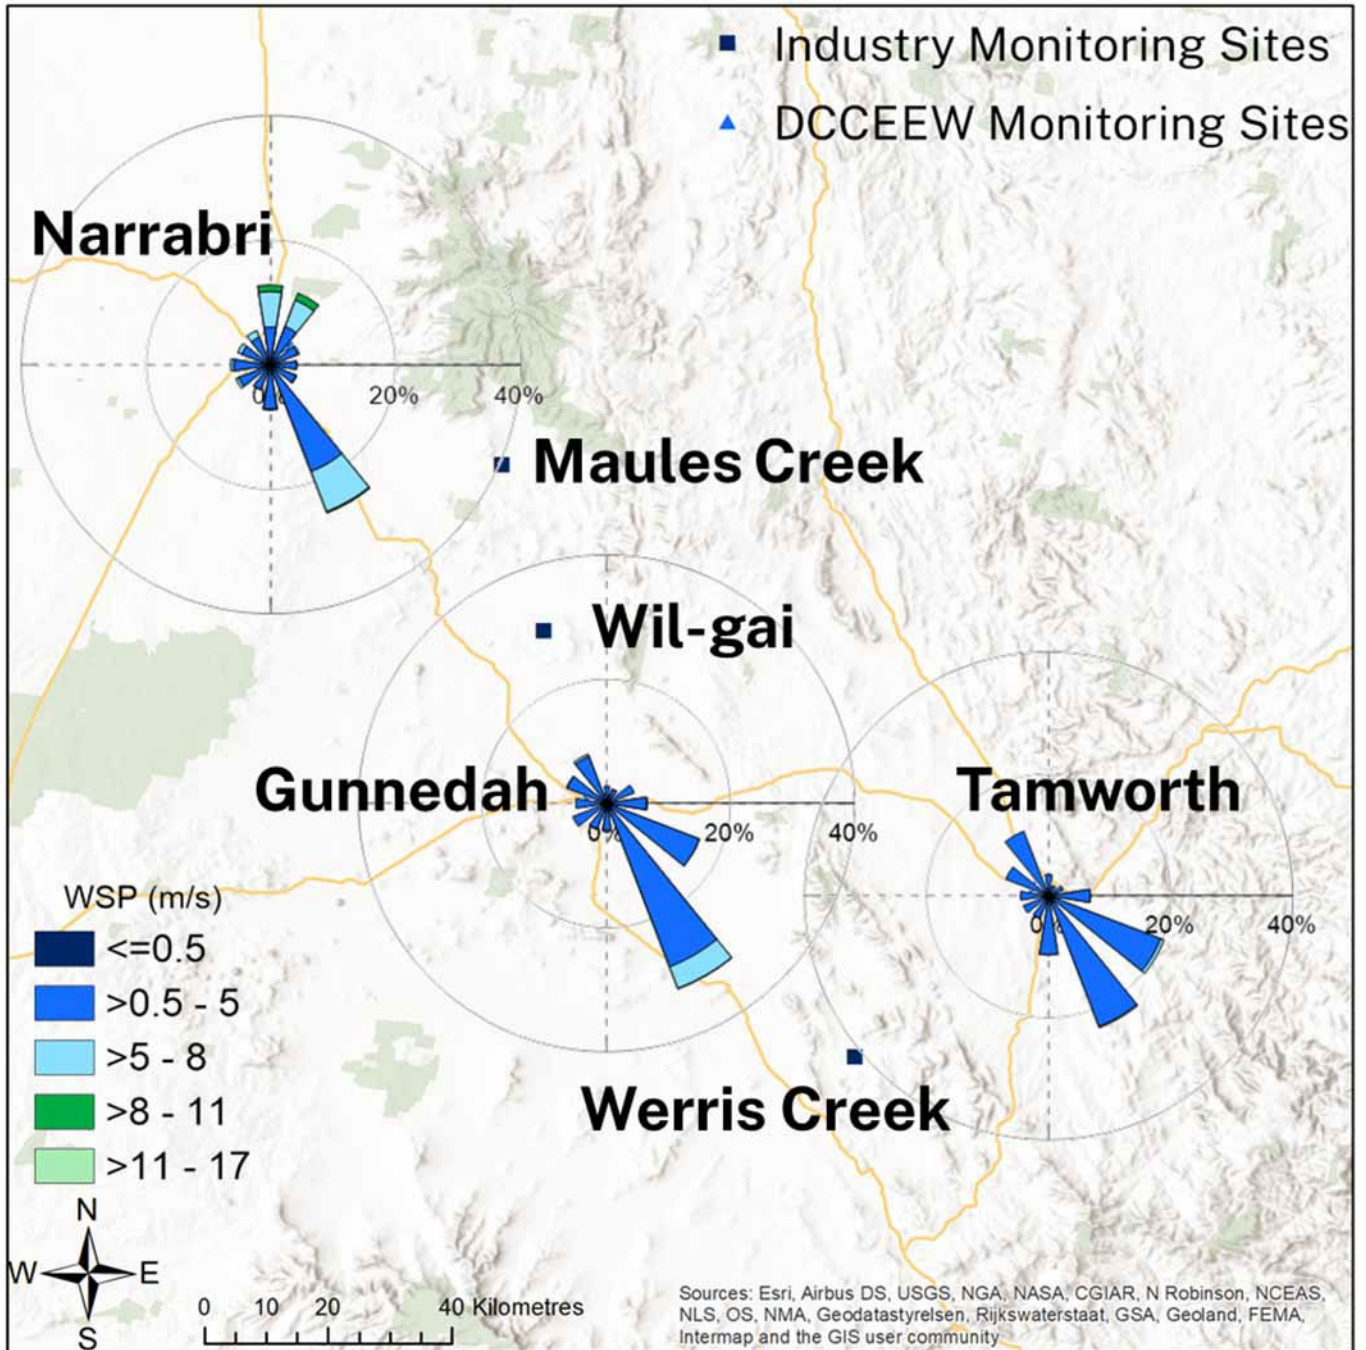 Industry Monitoring Sites
DCCEEW Monitoring Sites
Narrabri
0%
20%
40%
Maules Creek
Wil-gai
Gunnedah
0%
20%
40%
Tamworth
0%
20%
40%
Werris Creek
WSP (m/s)
<=0.5
>0.5 - 5
>5 - 8
>8 - 11
>11 - 17
N
W
E
S
0 10 20 40 Kilometres
Sources: Esri, Airbus DS, USGS, NGA, NASA, CGIAR, N Robinson, NCEAS,
NLS, OS, NMA, Geodatastyrelsen, Rijkswaterstaat, GSA, Geoland, FEMA,
Intermap and the GIS user community